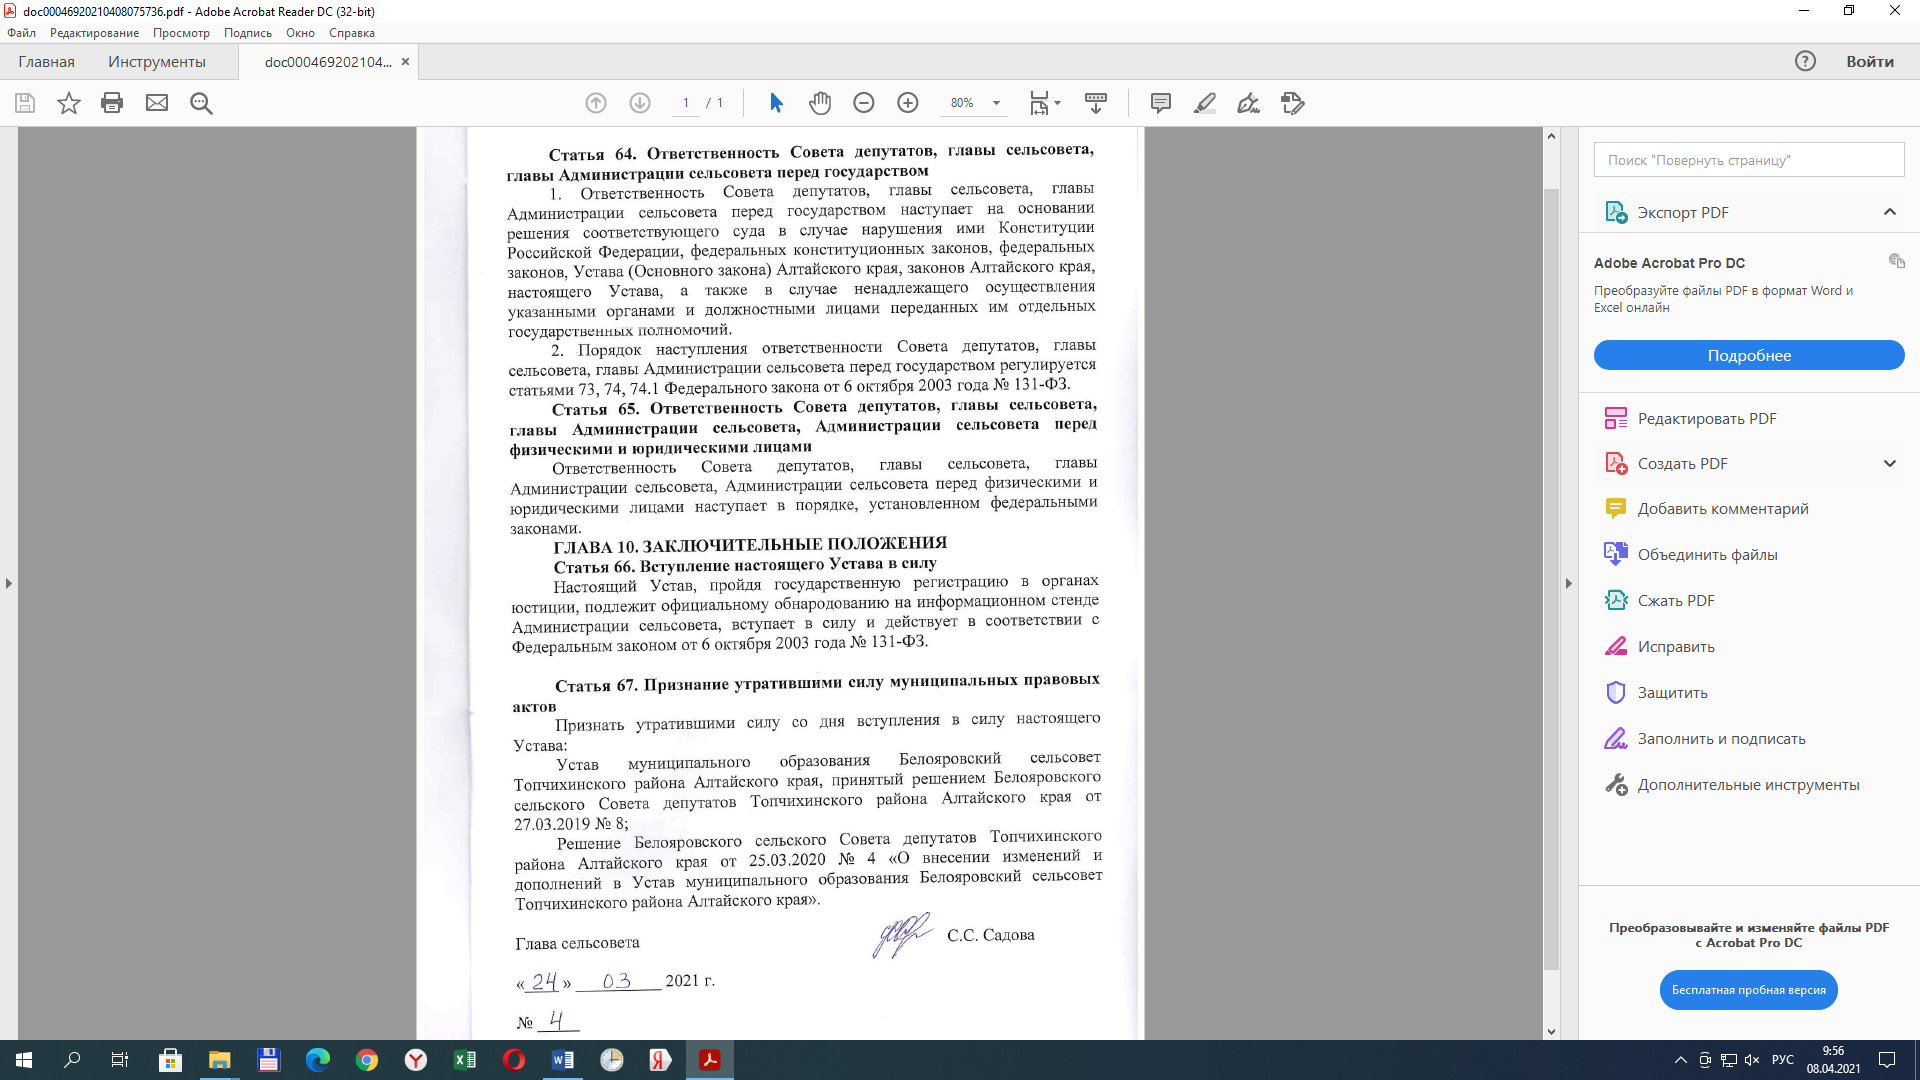 doc00046920210408075736.pdf - Adobe Acrobat Reader DC (32-bit)
Файл Редактирование Просмотр Подпись Окно Справка
Главная Инструменты doc000469202104... × Войти
1 / 1 80%
Статья 64. Ответственность Совета депутатов, главы сельсовета,
главы Администрации сельсовета перед государством
1. Ответственность Совета депутатов, главы сельсовета, главы
Администрации сельсовета перед государством наступает на основании
решения соответствующего суда в случае нарушения ими Конституции
Российской Федерации, федеральных конституционных законов, федеральных
законов, Устава (Основного закона) Алтайского края, законов Алтайского края,
настоящего Устава, а также в случае ненадлежащего осуществления
указанными органами и должностными лицами переданных им отдельных
государственных полномочий.
2. Порядок наступления ответственности Совета депутатов, главы
сельсовета, главы Администрации сельсовета перед государством регулируется
статьями 73, 74, 74.1 Федерального закона от 6 октября 2003 года № 131-ФЗ.
Статья 65. Ответственность Совета депутатов, главы сельсовета,
главы Администрации сельсовета, Администрации сельсовета перед
физическими и юридическими лицами
Ответственность Совета депутатов, главы сельсовета, главы
Администрации сельсовета, Администрации сельсовета перед физическими и
юридическими лицами наступает в порядке, установленном федеральными
законами.
ГЛАВА 10. ЗАКЛЮЧИТЕЛЬНЫЕ ПОЛОЖЕНИЯ
Статья 66. Вступление настоящего Устава в силу
Настоящий Устав, пройдя государственную регистрацию в органах
юстиции, подлежит официальному обнародованию на информационном стенде
Администрации сельсовета, вступает в силу и действует в соответствии с
Федеральным законом от 6 октября 2003 года № 131-ФЗ.
Статья 67. Признание утратившими силу муниципальных правовых
актов
Признать утратившими силу со дня вступления в силу настоящего
Устава:
Устав муниципального образования Белояровский сельсовет
Топчихинского района Алтайского края, принятый решением Белояровского
сельского Совета депутатов Топчихинского района Алтайского края от
27.03.2019 № 8;
Решение Белояровского сельского Совета депутатов Топчихинского
района Алтайского края от 25.03.2020 № 4 «О внесении изменений и
дополнений в Устав муниципального образования Белояровский сельсовет
Топчихинского района Алтайского края».
Глава сельсовета С.С. Садова
«24» 03 2021 г.
№ 4
Поиск "Повернуть страницу"
Экспорт PDF
Adobe Acrobat Pro DC
Преобразуйте файлы PDF в формат Word и
Excel онлайн
Подробнее
Редактировать PDF
Создать PDF
Добавить комментарий
Объединить файлы
Сжать PDF
Исправить
Защитить
Заполнить и подписать
Дополнительные инструменты
Преобразовывайте и изменяйте файлы PDF
с Acrobat Pro DC
Бесплатная пробная версия
РУС
9:56
08.04.2021